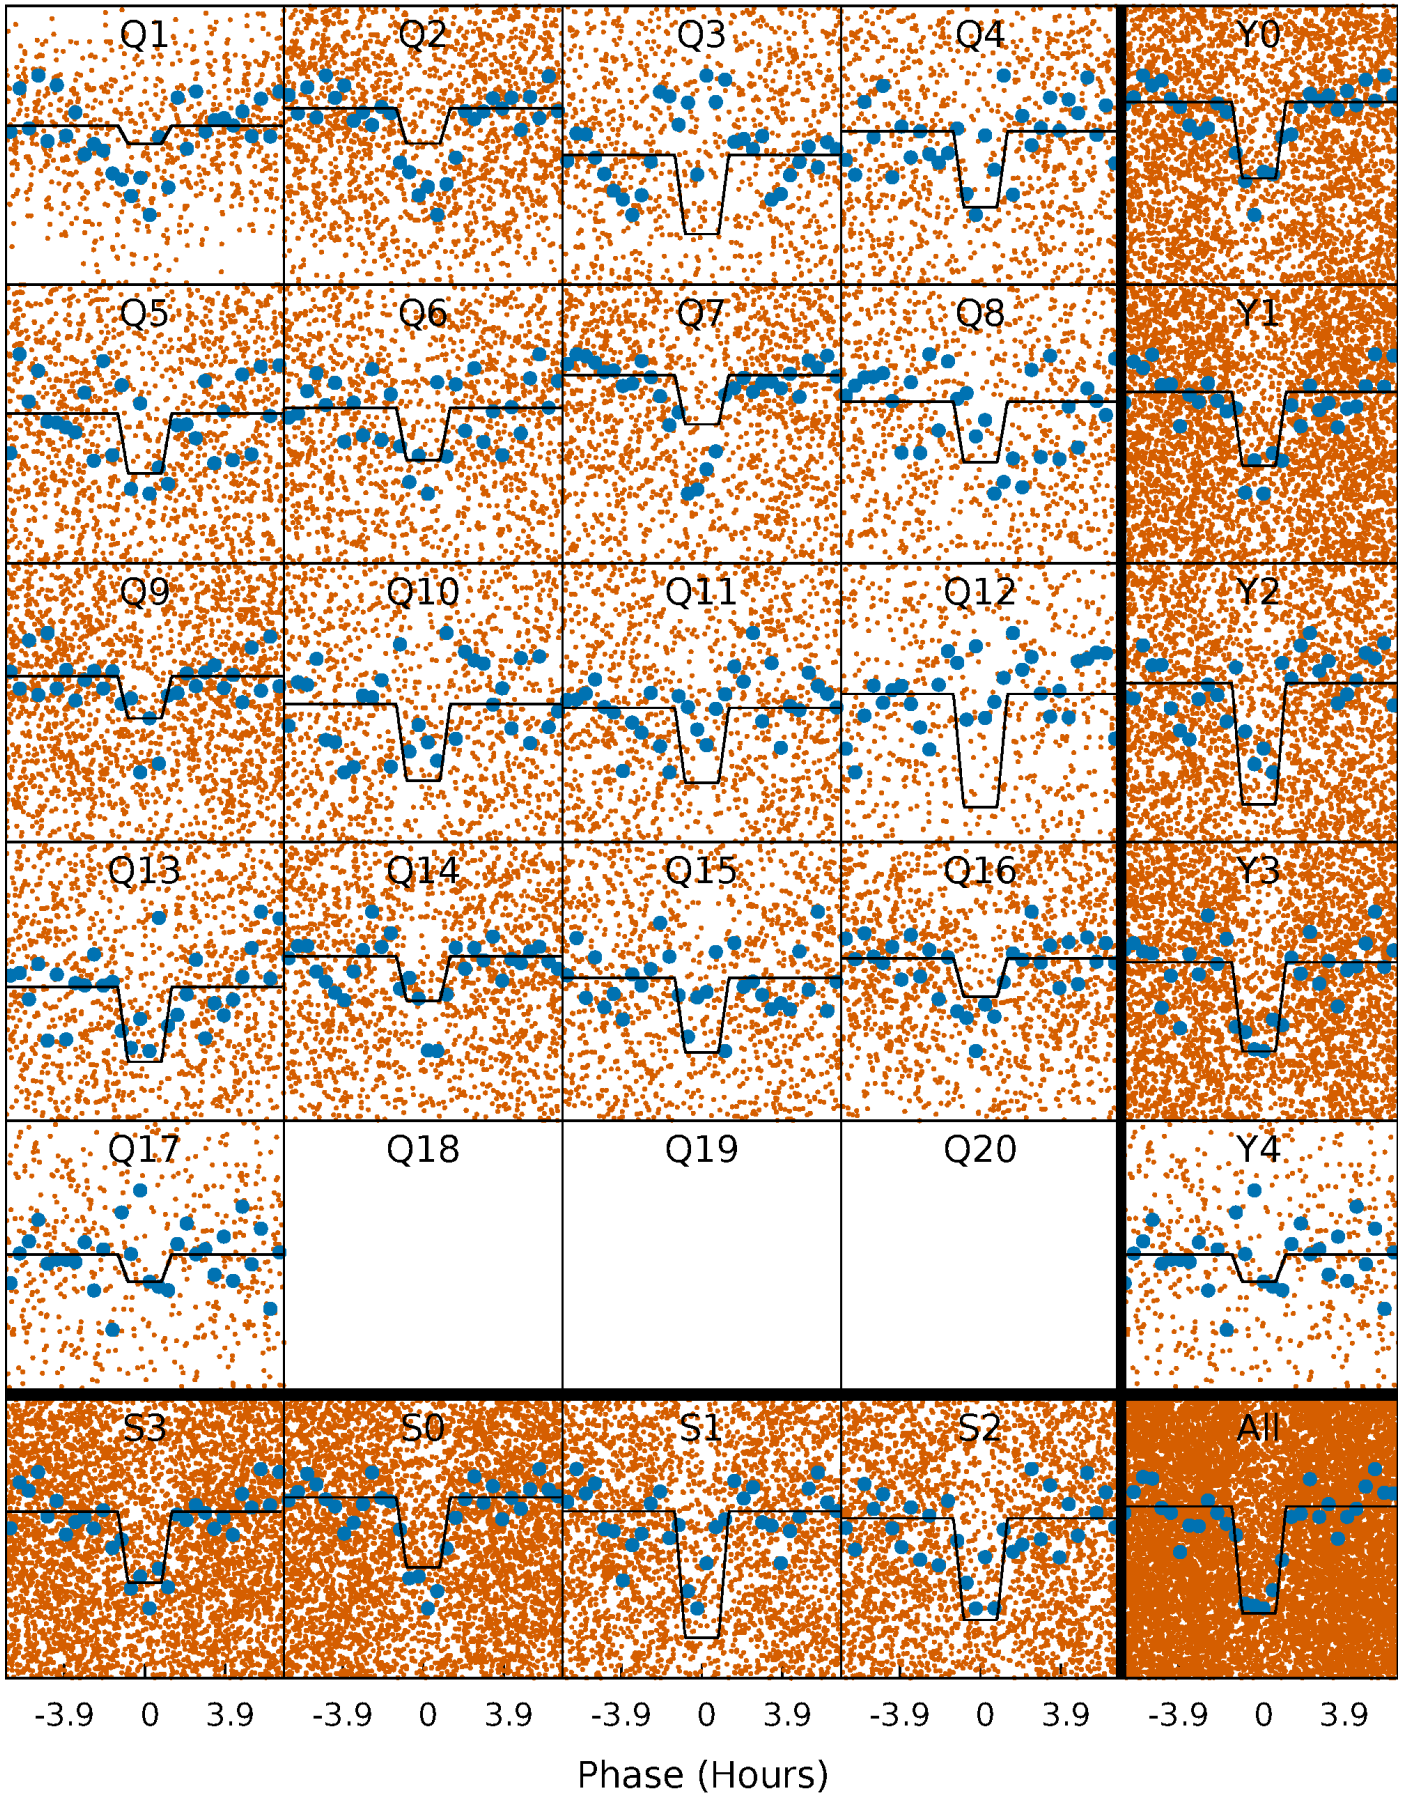 Q1 Q2 Q3 Q4 Y0
Q5 Q6 Q7 Q8 Y1
Q9 Q10 Q11 Q12 Y2
Q13 Q14 Q15 Q16 Y3
Q17 Q18 Q19 Q20 Y4
S3 S0 S1 S2 All
-3.9 0 3.9 -3.9 0 3.9 -3.9 0 3.9 -3.9 0 3.9 -3.9 0 3.9
Phase (Hours)